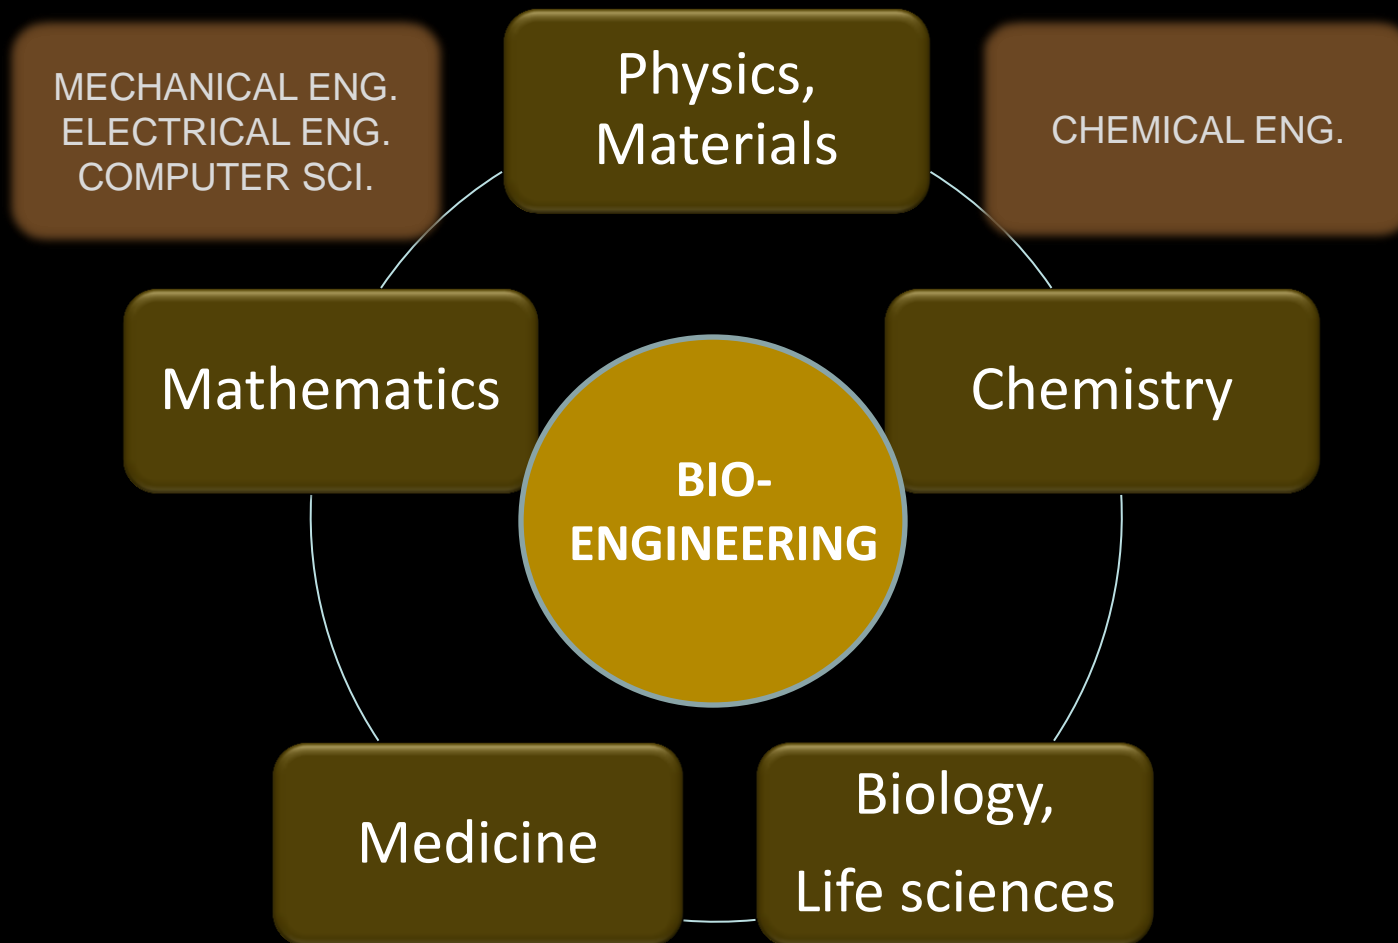 MECHANICAL ENG.
ELECTRICAL ENG.
COMPUTER SCI.
Physics,
Materials
CHEMICAL ENG.
Mathematics
Chemistry
BIO-
ENGINEERING
Medicine
Biology,
Life sciences